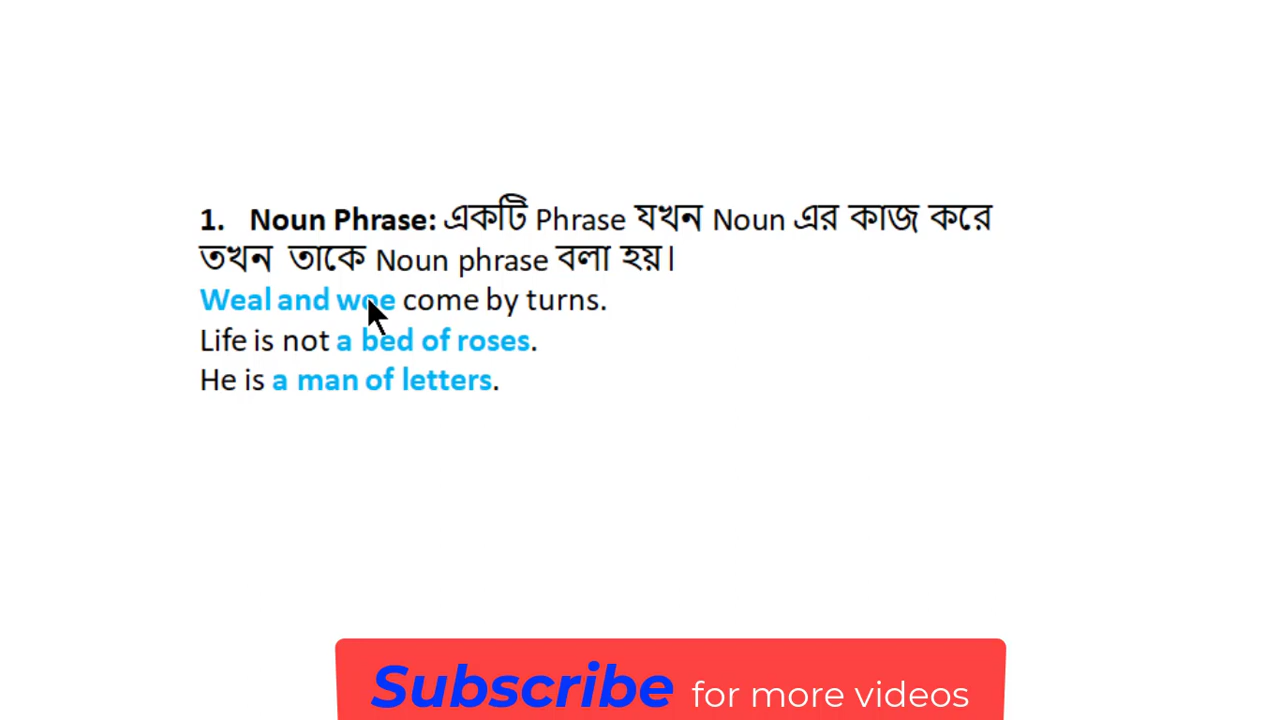 1. Noun Phrase: একটি Phrase যখন Noun এর কাজ করে
তখন তাকে Noun phrase বলা হয়।
Weal and woe come by turns.
Life is not a bed of roses.
He is a man of letters.
Subscribe for more videos